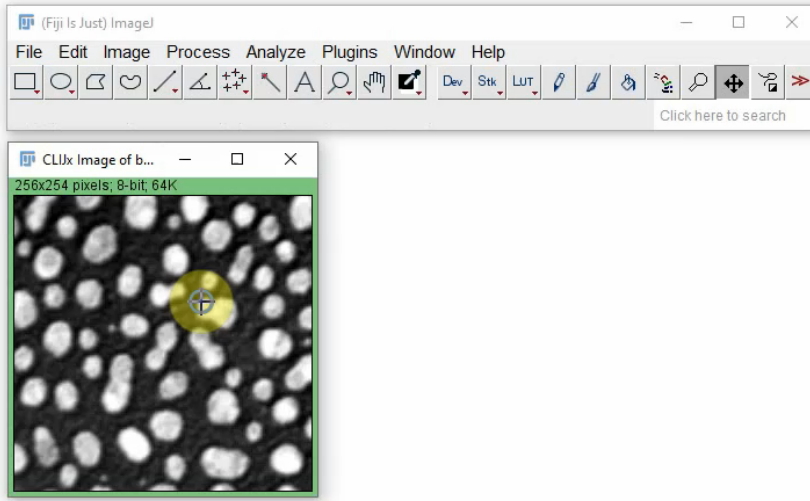 (Fiji Is Just) ImageJ
File Edit Image Process Analyze Plugins Window Help
A Dev Stk LUT
Click here to search
CLIJx Image of b...
256x254 pixels; 8-bit; 64K